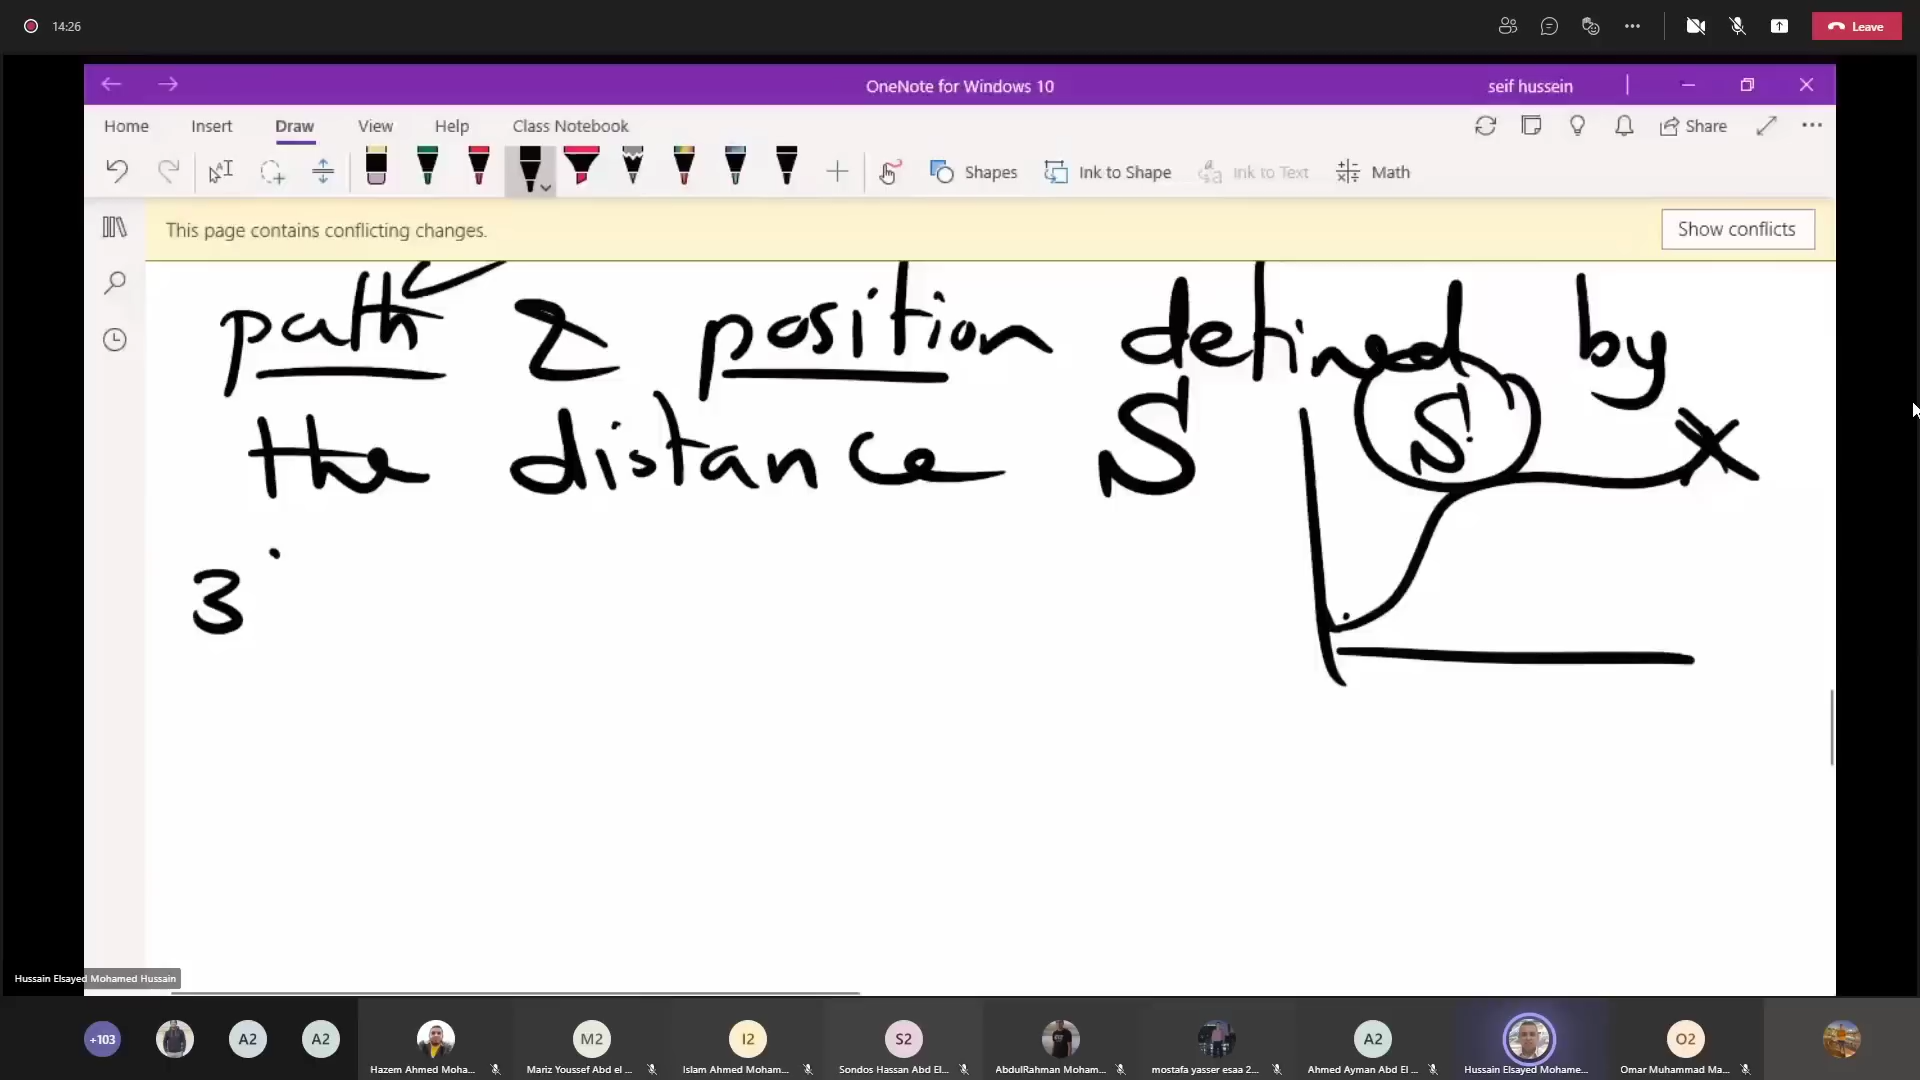 14:26
Leave
OneNote for Windows 10
seif hussein
Home Insert Draw View Help Class Notebook
Share
Shapes Ink to Shape Ink to Text Math
This page contains conflicting changes.
Show conflicts
path & position defined by
the distance S
S
3
Hussain Elsayed Mohamed Hussain
+103 A2 A2 M2 I2 S2 A2 O2
Hazem Ahmed Moha... Mariz Youssef Abd el ... Islam Ahmed Moham... Sondos Hassan Abd El... AbdulRahman Moham... mostafa yasser esaa 2... Ahmed Ayman Abd El ... Hussain Elsayed Mohame... Omar Muhammad Ma...